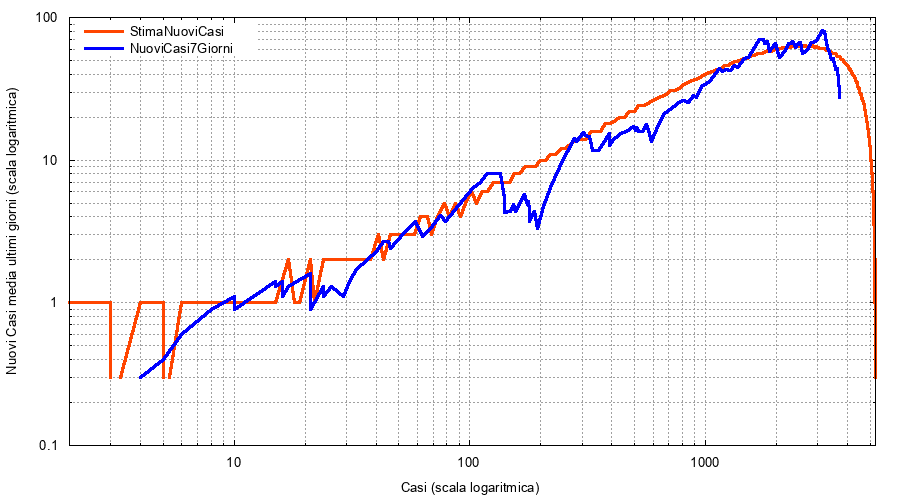 100
StimaNuoviCasi
NuoviCasi7Giorni
10
1
0.1
Nuovi Casi media ultimi giorni (scala logaritmica)
10
100
1000
Casi (scala logaritmica)